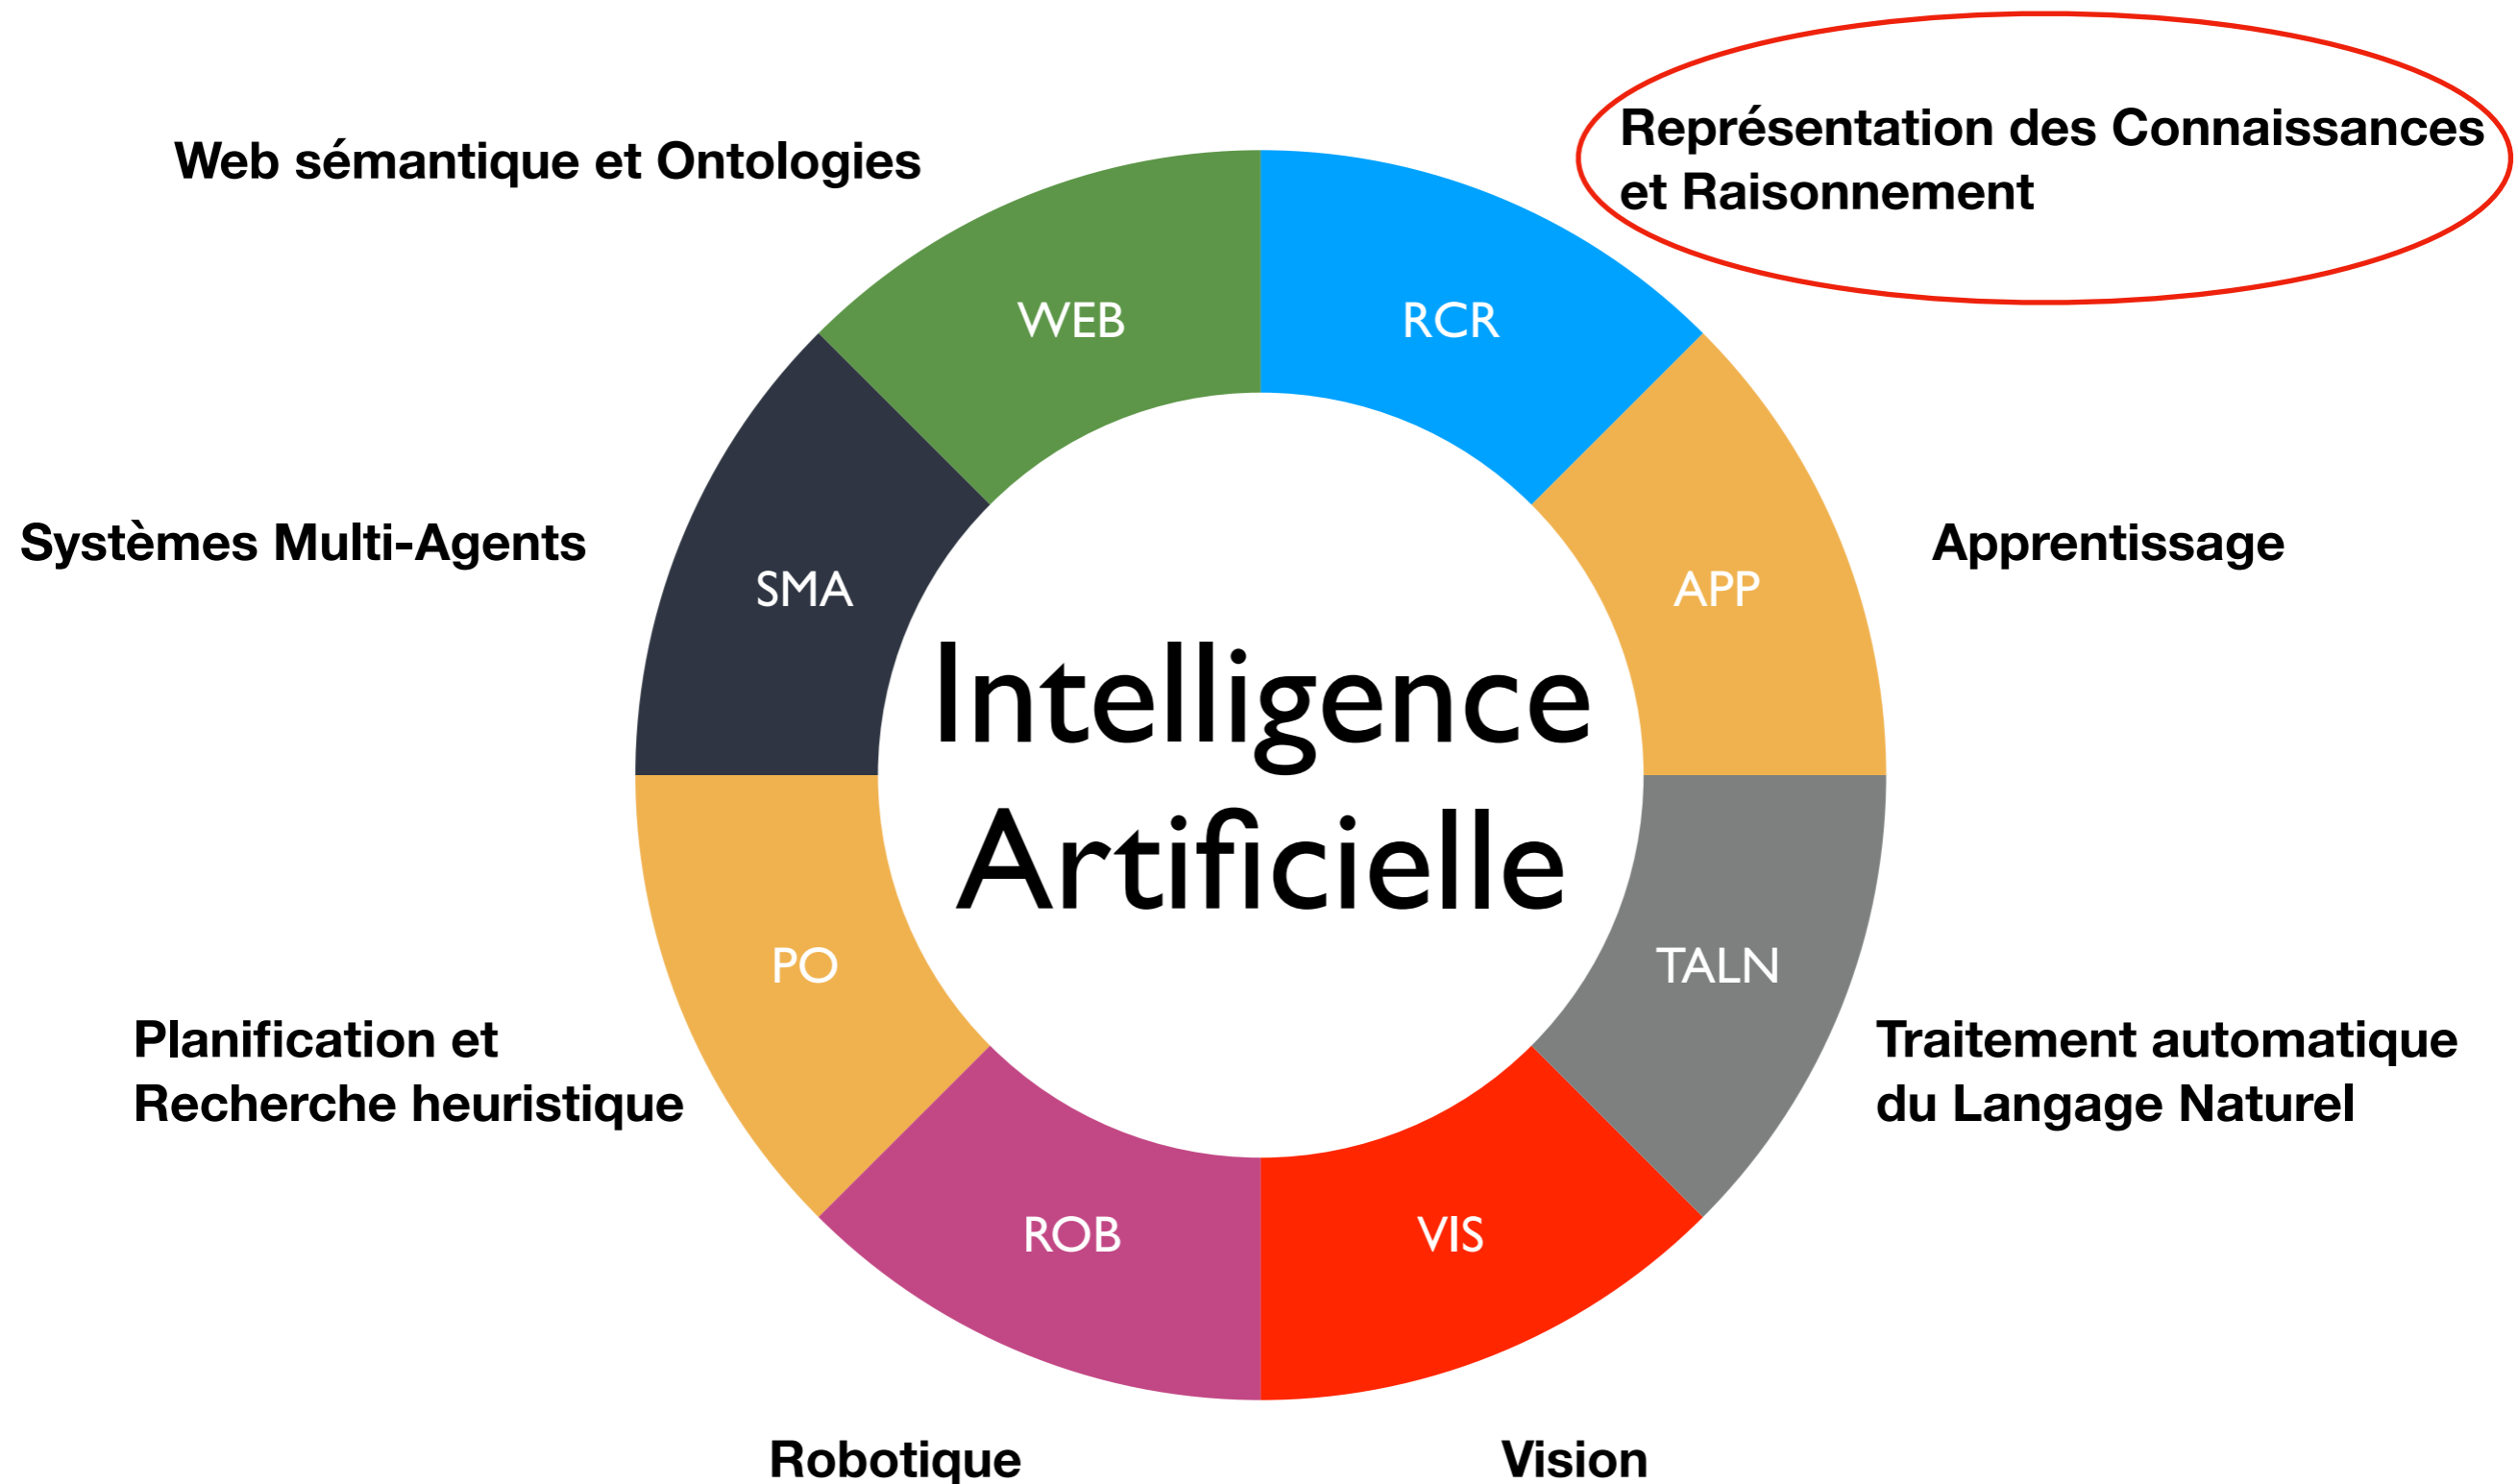 Représentation des Connaissances
et Raisonnement
Web sémantique et Ontologies
WEB
RCR
Systèmes Multi-Agents
Apprentissage
SMA
APP
Intelligence
Artificielle
PO
TALN
Planification et
Recherche heuristique
Traitement automatique
du Langage Naturel
ROB
VIS
Robotique
Vision